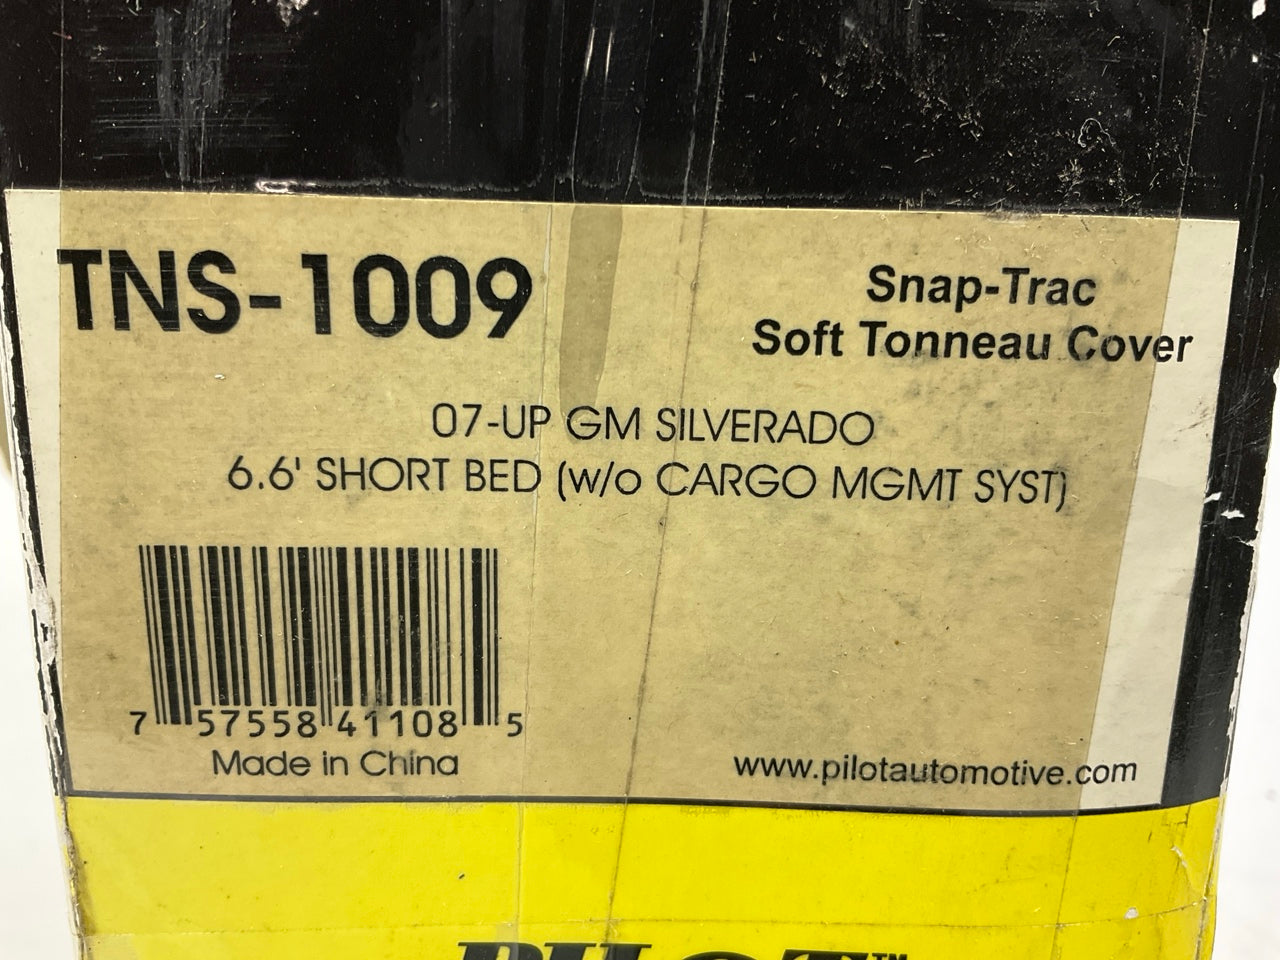 TNS-1009
Snap-Trac
Soft Tonneau Cover
07-UP GM SILVERADO
6.6' SHORT BED (w/o CARGO MGMT SYST)
7 57558 41108 5
Made in China
www.pilotautomotive.com
PILOT™